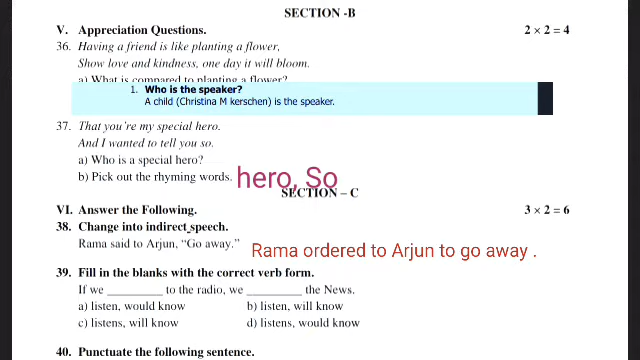 SECTION -B
V. Appreciation Questions. 2 × 2 = 4
36. Having a friend is like planting a flower,
Show love and kindness, one day it will bloom.
a) What is compared to planting a flower?
1. Who is the speaker?
A child (Christina M kerschen) is the speaker.
37. That you're my special hero.
And I wanted to tell you so.
a) Who is a special hero?
b) Pick out the rhyming words. hero, So
SECTION – C
VI. Answer the Following. 3 × 2 = 6
38. Change into indirect speech.
Rama said to Arjun, “Go away.” Rama ordered to Arjun to go away .
39. Fill in the blanks with the correct verb form.
If we _________ to the radio, we _________ the News.
a) listen, would know b) listen, will know
c) listens, will know d) listens, would know
40. Punctuate the following sentence.